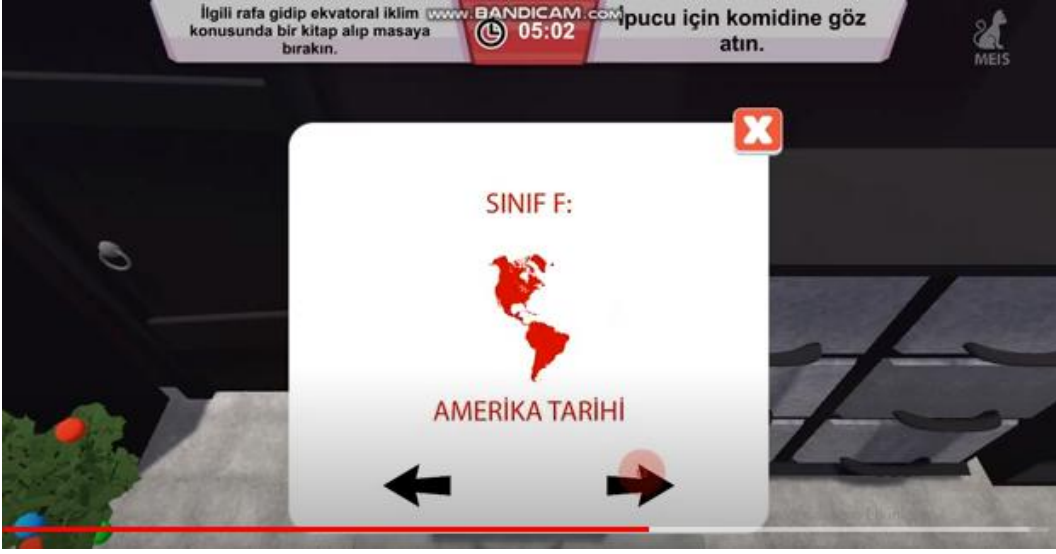 İlgili rafa gidip ekvatoral iklim
konusunda bir kitap alıp masaya
bırakın.
www.BANDICAM.com
05:02
İpucu için komidine göz
atın.
MEIS
SINIF F:
AMERİKA TARİHİ